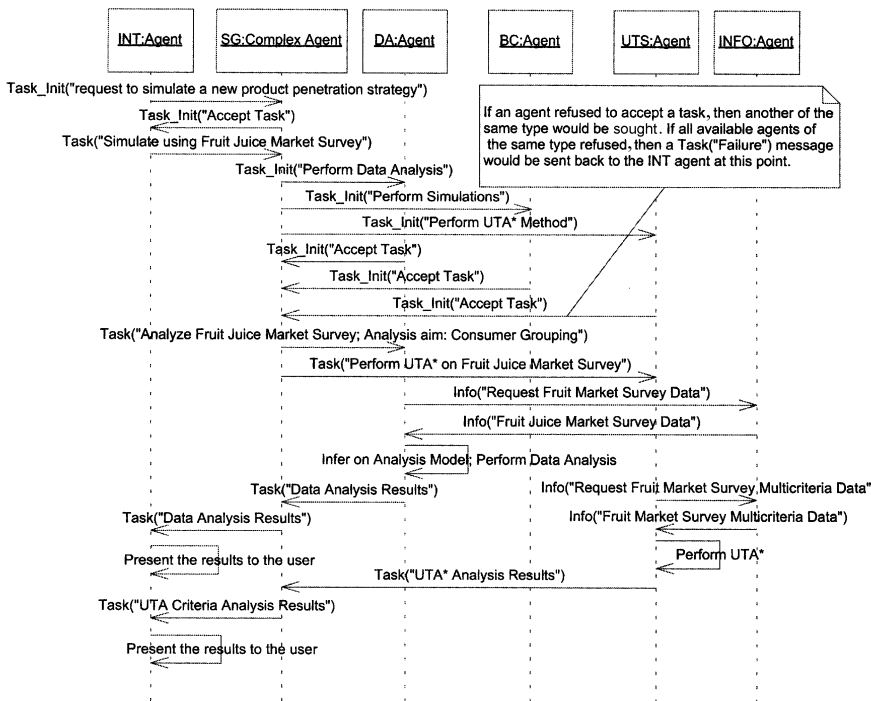 INT:Agent
SG:Complex Agent
DA:Agent
BC:Agent
UTS:Agent
INFO:Agent
Task_Init("request to simulate a new product penetration strategy")
Task_Init("Accept Task")
Task("Simulate using Fruit Juice Market Survey")
If an agent refused to accept a task, then another of the
same type would be sought. If all available agents of
the same type refused, then a Task("Failure") message
would be sent back to the INT agent at this point.
Task_Init("Perform Data Analysis")
Task_Init("Perform Simulations")
Task_Init("Perform UTA* Method")
Task_Init("Accept Task")
Task_Init("Accept Task")
Task_Init("Accept Task")
Task("Analyze Fruit Juice Market Survey; Analysis aim: Consumer Grouping")
Task("Perform UTA* on Fruit Juice Market Survey")
Info("Request Fruit Market Survey Data")
Info("Fruit Juice Market Survey Data")
Infer on Analysis Model; Perform Data Analysis
Task("Data Analysis Results")
Info("Request Fruit Market Survey Multicriteria Data"
Task("Data Analysis Results")
Info("Fruit Market Survey Multicriteria Data")
Present the results to the user
Perform UTA*
Task("UTA* Analysis Results")
Task("UTA Criteria Analysis Results")
Present the results to the user